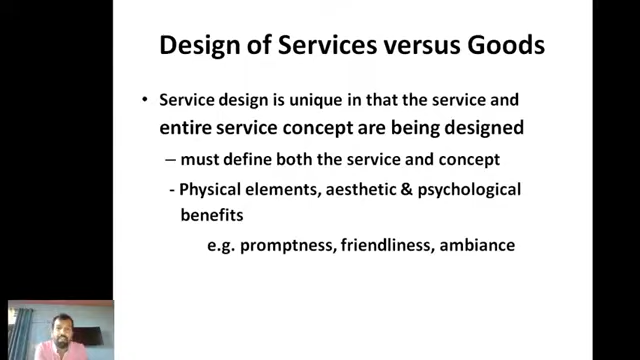 Design of Services versus Goods
• Service design is unique in that the service and
entire service concept are being designed
– must define both the service and concept
- Physical elements, aesthetic & psychological
benefits
e.g. promptness, friendliness, ambiance